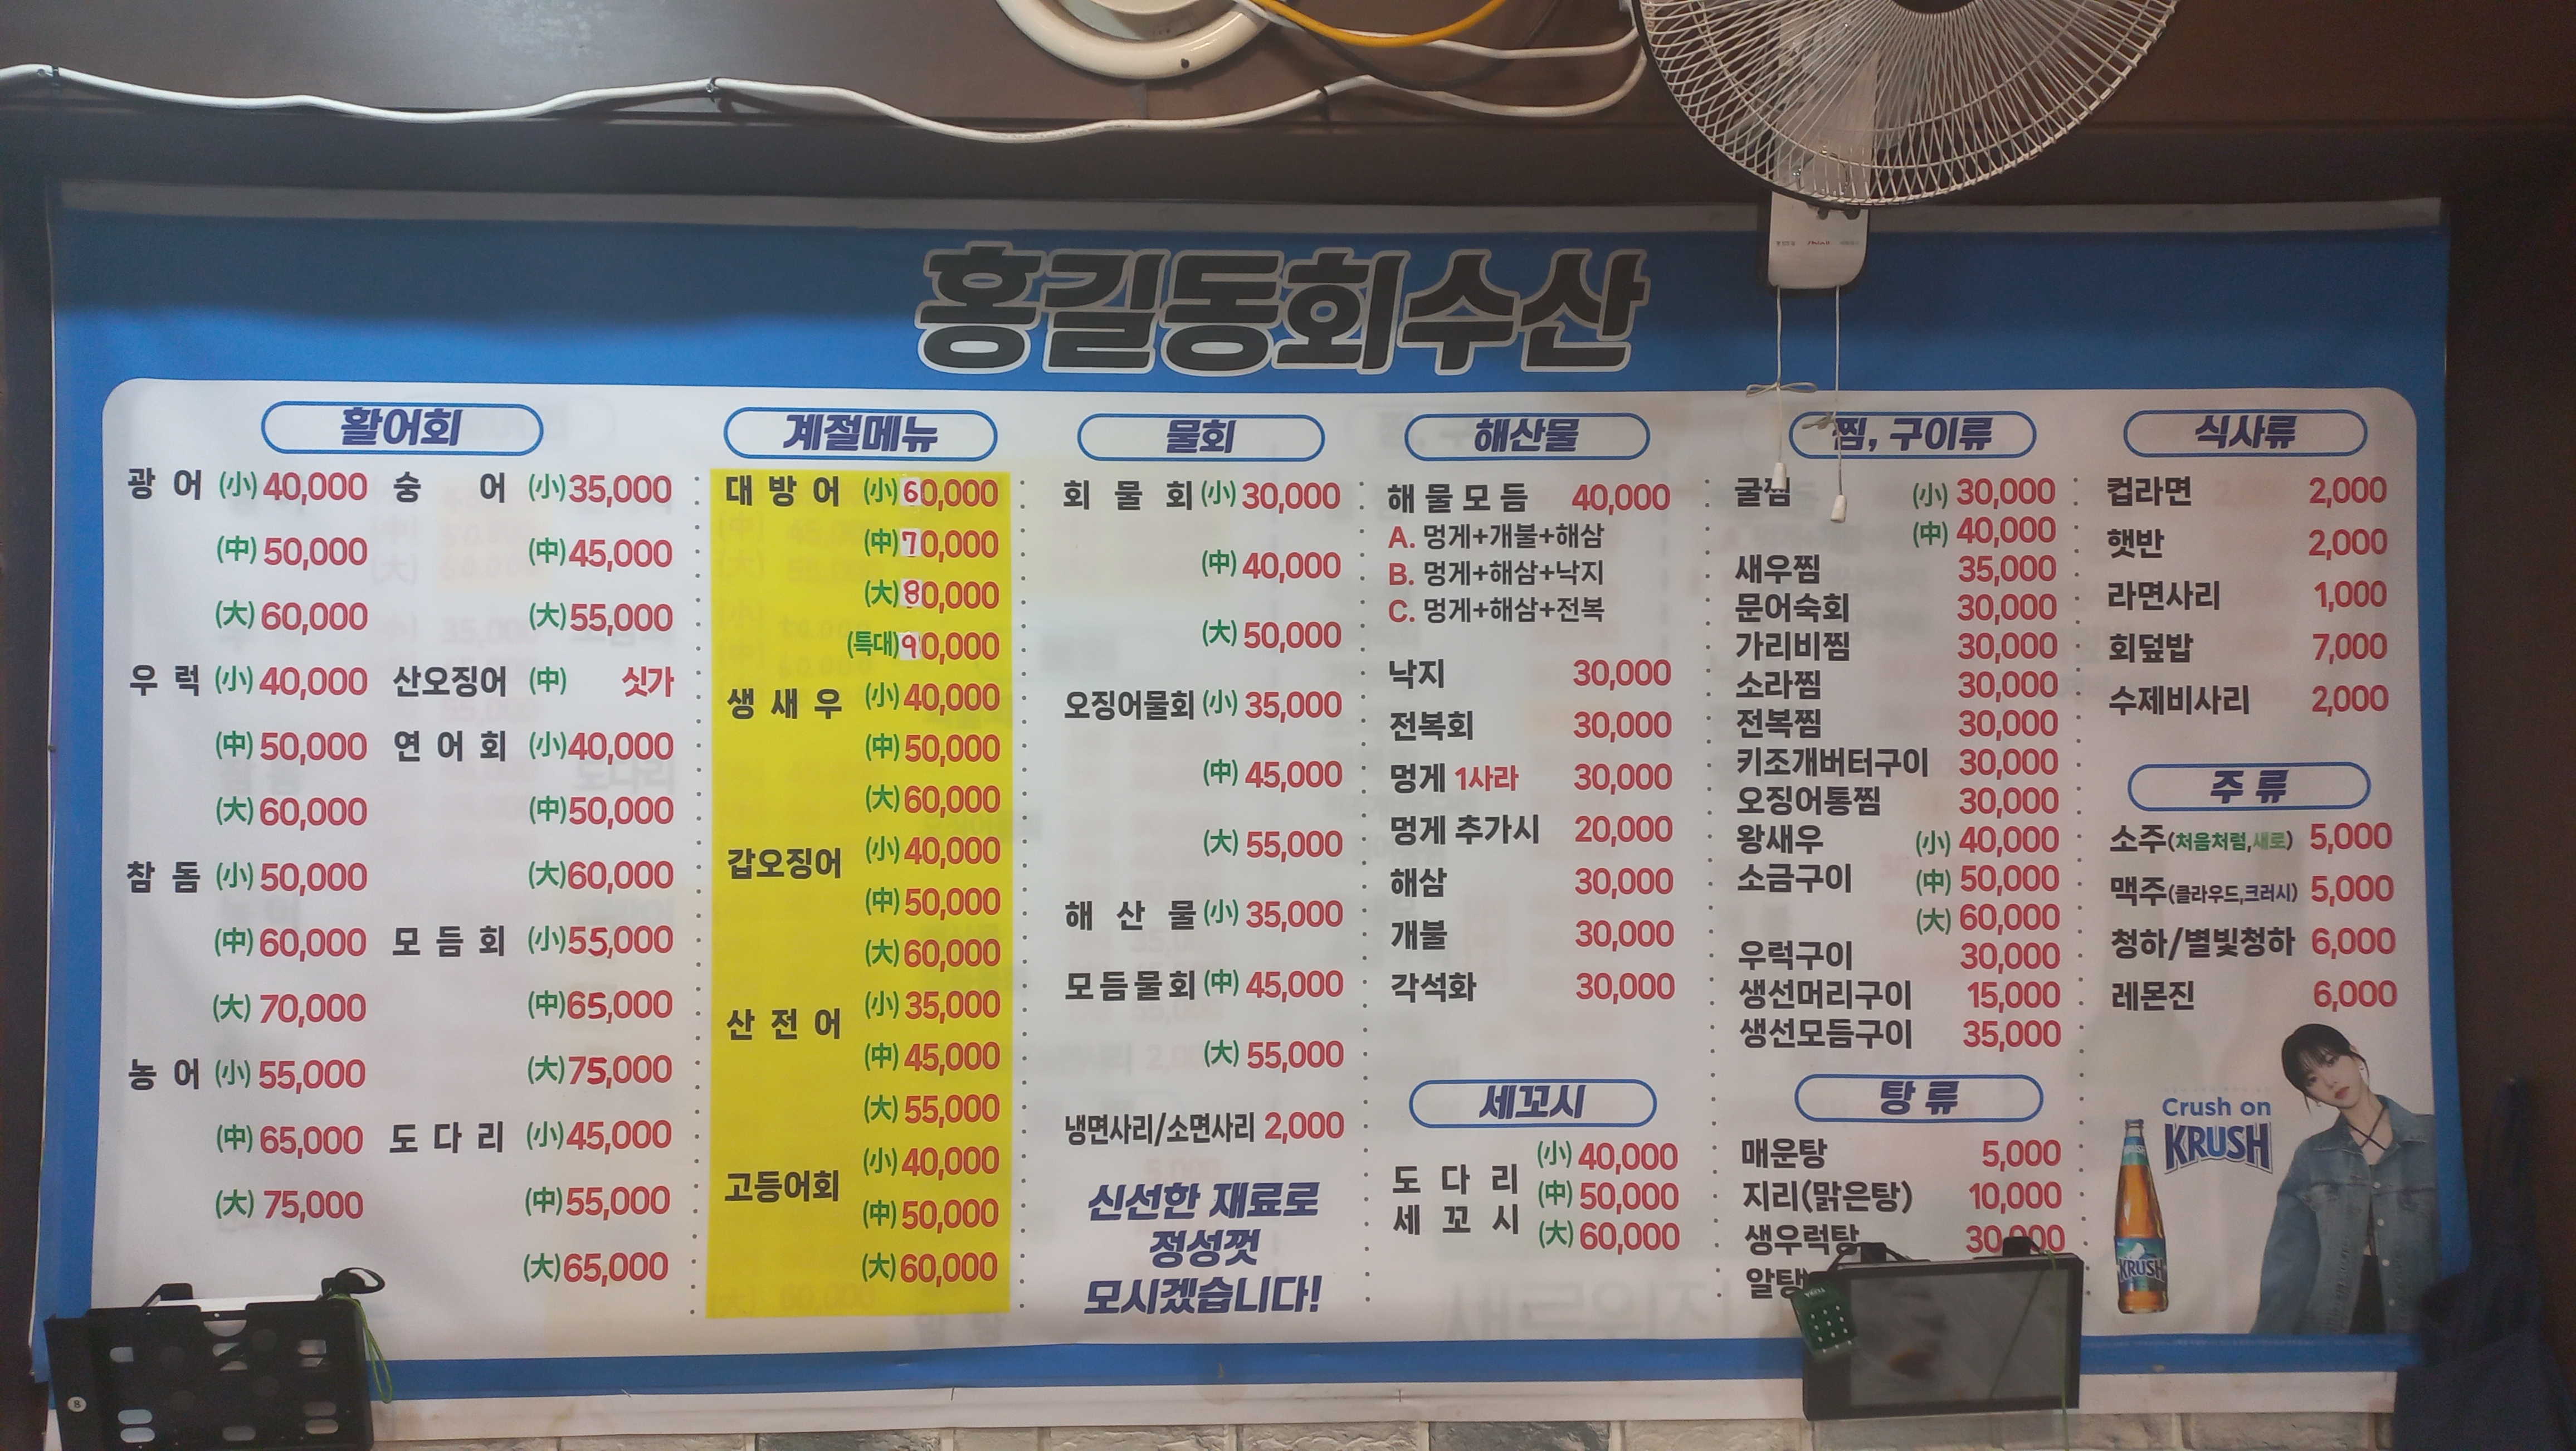 홍길동회수산
활어회
광 어 (小) 40,000
(中) 50,000
(大) 60,000
우 럭 (小) 40,000
(中) 50,000
(大) 60,000
참 돔 (小) 50,000
(中) 60,000
(大) 70,000
농 어 (小) 55,000
(中) 65,000
(大) 75,000
숭 어 (小) 35,000
(中) 45,000
(大) 55,000
산오징어 (中) 싯가
연 어 회 (小) 40,000
(中) 50,000
(大) 60,000
모 듬 회 (小) 55,000
(中) 65,000
(大) 75,000
도 다 리 (小) 45,000
(中) 55,000
(大) 65,000
계절메뉴
대 방 어 (小) 60,000
(中) 70,000
(大) 80,000
(특대) 90,000
생 새 우 (小) 40,000
(中) 50,000
(大) 60,000
갑오징어 (小) 40,000
(中) 50,000
(大) 60,000
산 전 어 (小) 35,000
(中) 45,000
(大) 55,000
고등어회 (小) 40,000
(中) 50,000
(大) 60,000
물회
회 물 회 (小) 30,000
(中) 40,000
(大) 50,000
오징어물회 (小) 35,000
(中) 45,000
(大) 55,000
해 산 물 (小) 35,000
모듬물회 (中) 45,000
(大) 55,000
냉면사리/소면사리 2,000
신선한 재료로
정성껏
모시겠습니다!
해산물
해 물 모 듬 40,000
A. 멍게+개불+해삼
B. 멍게+해삼+낙지
C. 멍게+해삼+전복
낙지 30,000
전복회 30,000
멍게 1사라 30,000
멍게 추가시 20,000
해삼 30,000
개불 30,000
각석화 30,000
세꼬시
도 다 리 (小) 40,000
세 꼬 시 (中) 50,000
(大) 60,000
찜, 구이류
굴찜 (小) 30,000
(中) 40,000
새우찜 35,000
문어숙회 30,000
가리비찜 30,000
소라찜 30,000
전복찜 30,000
키조개버터구이 30,000
오징어통찜 30,000
왕새우 (小) 40,000
소금구이 (中) 50,000
(大) 60,000
우럭구이 30,000
생선머리구이 15,000
생선모듬구이 35,000
탕 류
매운탕 5,000
지리(맑은탕) 10,000
생우럭탕 30,000
알탕
식사류
컵라면 2,000
햇반 2,000
라면사리 1,000
회덮밥 7,000
수제비사리 2,000
주 류
소주(처음처럼,새로) 5,000
맥주(클라우드,크러시) 5,000
청하/별빛청하 6,000
레몬진 6,000
Crush on
KRUSH
KRUSH
8